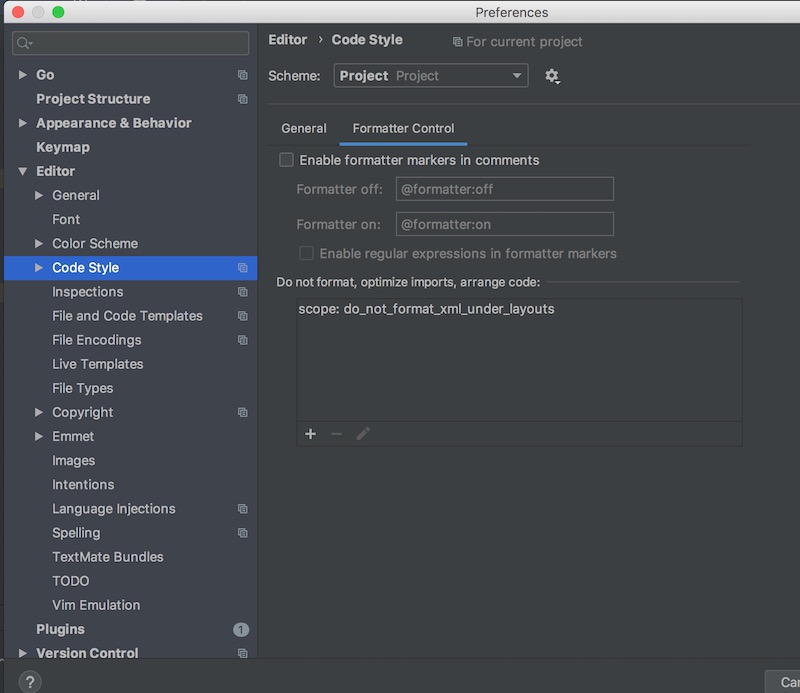 Preferences
Go
Project Structure
Appearance & Behavior
Keymap
Editor
General
Font
Color Scheme
Code Style
Inspections
File and Code Templates
File Encodings
Live Templates
File Types
Copyright
Emmet
Images
Intentions
Language Injections
Spelling
TextMate Bundles
TODO
Vim Emulation
Plugins 1
Version Control
?
Editor › Code Style For current project
Scheme: Project Project
General Formatter Control
Enable formatter markers in comments
Formatter off: @formatter:off
Formatter on: @formatter:on
Enable regular expressions in formatter markers
Do not format, optimize imports, arrange code:
scope: do_not_format_xml_under_layouts